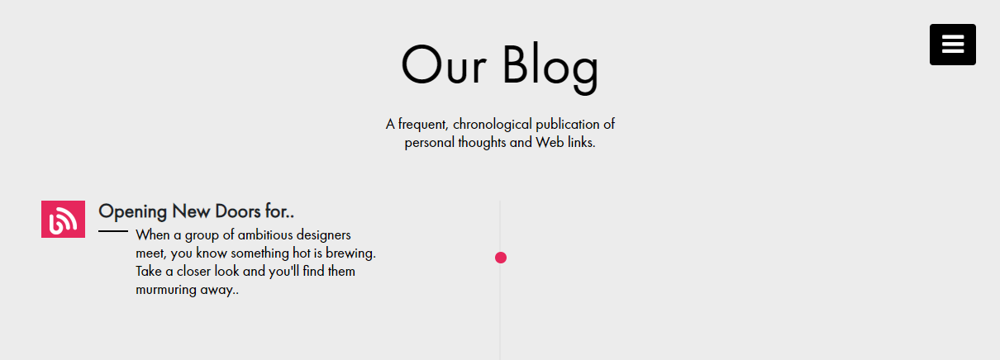 Our Blog
A frequent, chronological publication of
personal thoughts and Web links.
Opening New Doors for..
When a group of ambitious designers
meet, you know something hot is brewing.
Take a closer look and you'll find them
murmuring away..